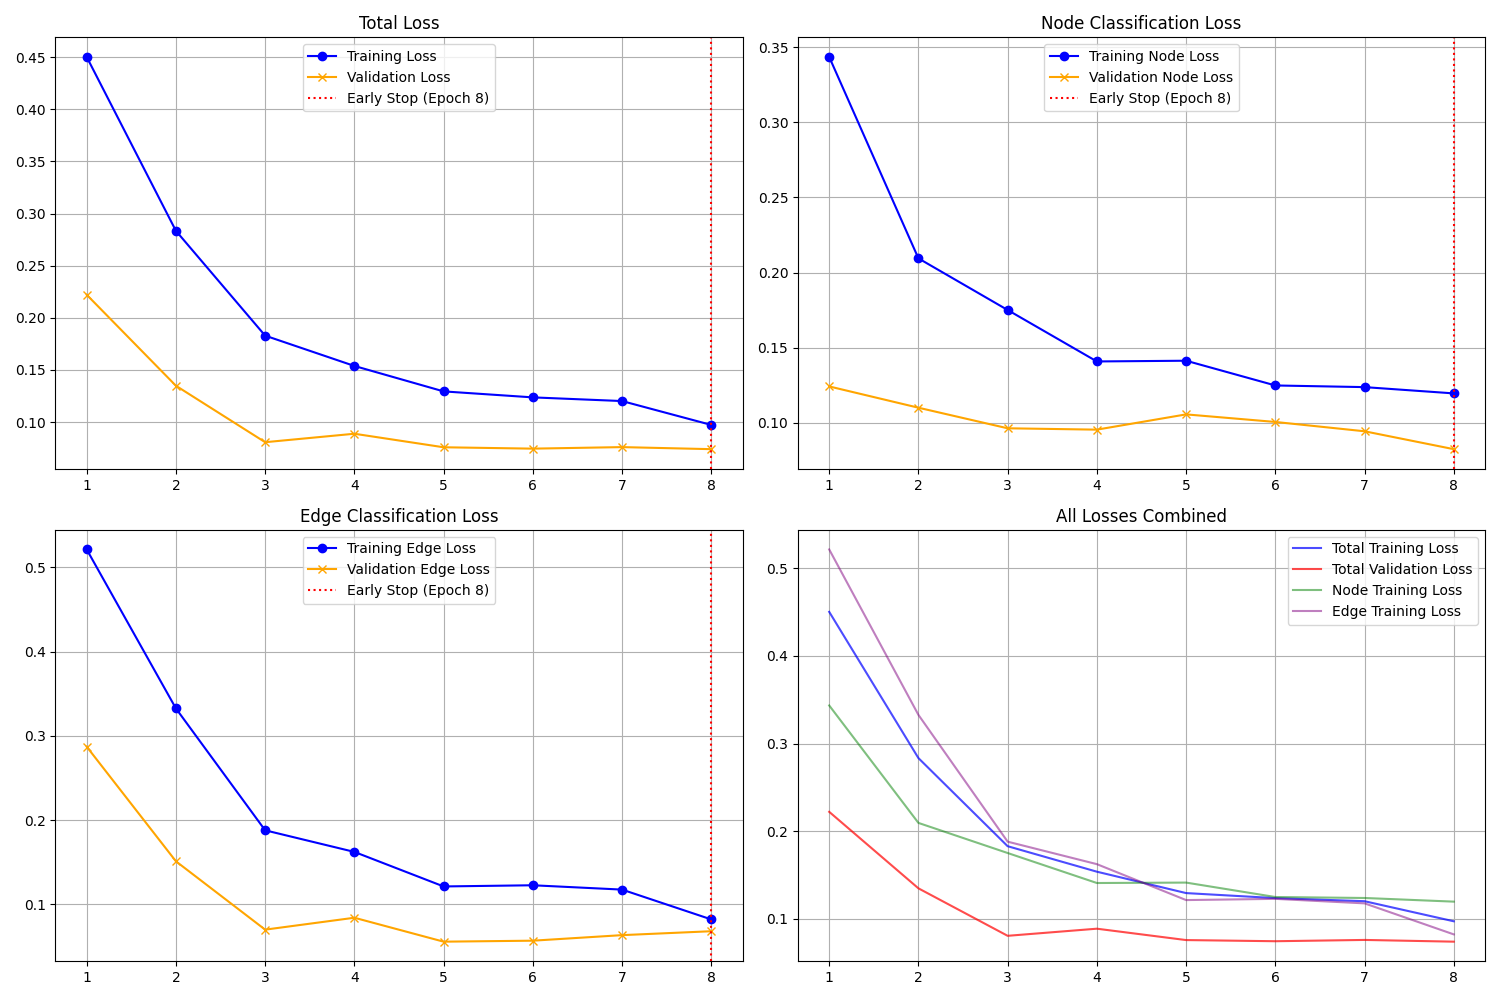 Total Loss
0.45
0.40
0.35
0.30
0.25
0.20
0.15
0.10
Training Loss
Validation Loss
Early Stop (Epoch 8)
1 2 3 4 5 6 7 8
Node Classification Loss
0.35
0.30
0.25
0.20
0.15
0.10
Training Node Loss
Validation Node Loss
Early Stop (Epoch 8)
1 2 3 4 5 6 7 8
Edge Classification Loss
0.5
0.4
0.3
0.2
0.1
Training Edge Loss
Validation Edge Loss
Early Stop (Epoch 8)
1 2 3 4 5 6 7 8
All Losses Combined
0.5
0.4
0.3
0.2
0.1
Total Training Loss
Total Validation Loss
Node Training Loss
Edge Training Loss
1 2 3 4 5 6 7 8